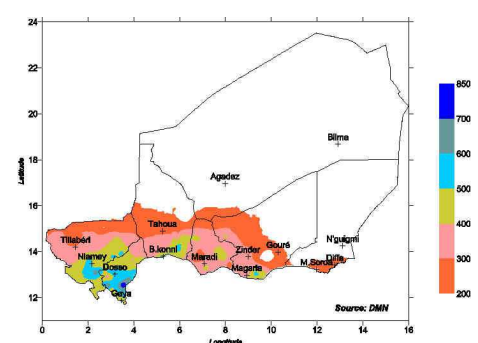 24
22
20
18
16
14
12
Latitude
0 2 4 6 8 10 12 14 16
Longitude
Bilma
Agadez
Tahoua
Tillabéri
B.konni
N'guigmi
Niamey
Dosso
Maradi
Zinder
Gouré
Magaria
M.Soroa
Diffa
Gaya
Source: DMN
850
700
600
500
400
300
200